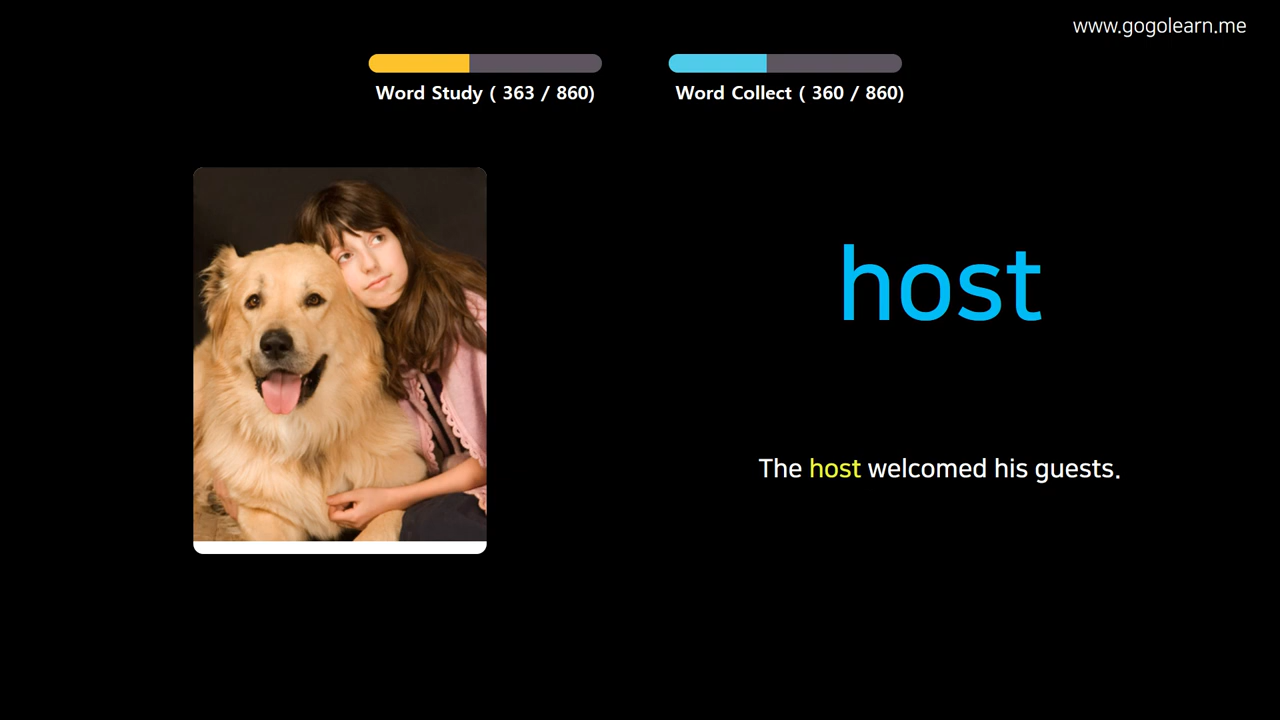 www.gogolearn.me
Word Study ( 363 / 860)
Word Collect ( 360 / 860)
host
The host welcomed his guests.